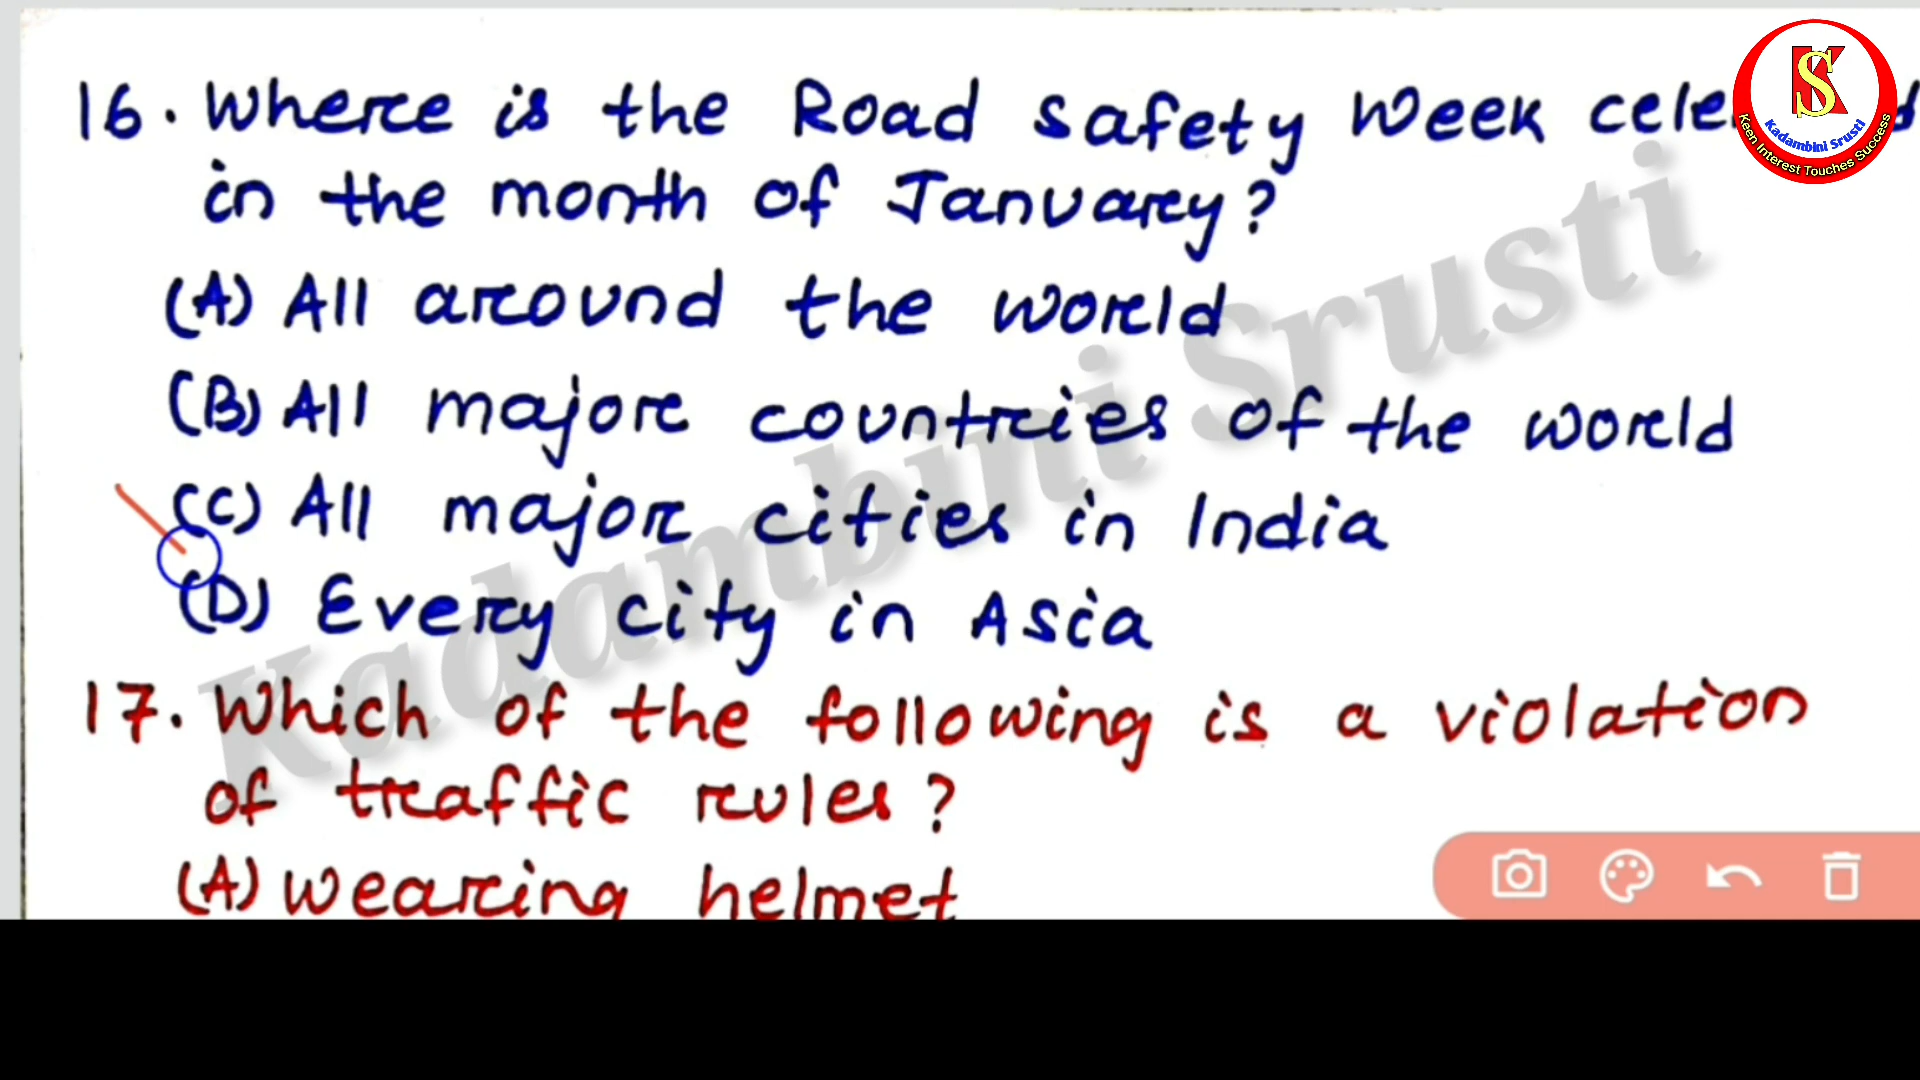 16. Where is the Road safety Week cele
in the month of January?
(A) All around the world
(B) All major countries of the world
(C) All major cities in India
(D) Every city in Asia
17. Which of the following is a violation
of traffic rules?
(A) wearing helmet
KS
Kadambini Srusti
Keen Interest Touches Success
Kadambini Srusti